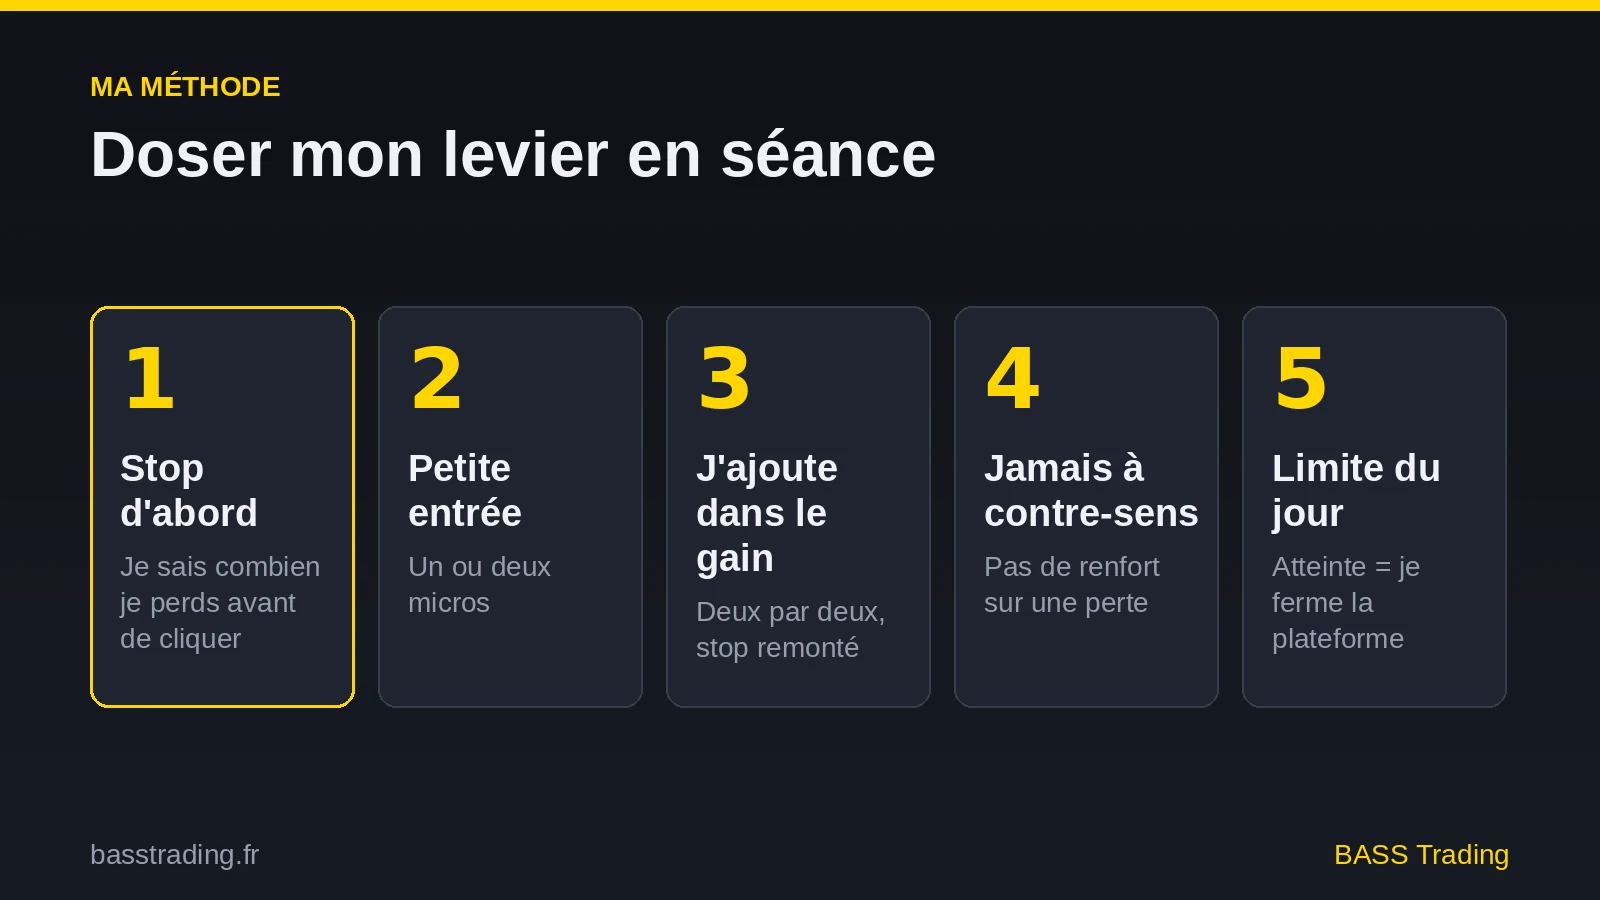 MA MÉTHODE
Doser mon levier en séance
1
Stop
d'abord
Je sais combien
je perds avant
de cliquer
2
Petite
entrée
Un ou deux
micros
3
J'ajoute
dans le
gain
Deux par deux,
stop remonté
4
Jamais à
contre-sens
Pas de renfort
sur une perte
5
Limite du
jour
Atteinte = je
ferme la
plateforme
basstrading.fr
BASS Trading